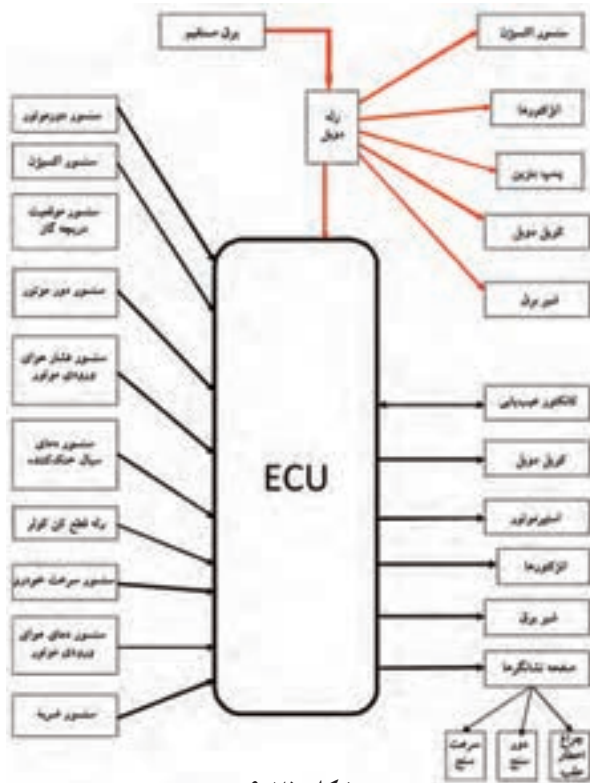 برق مستقیم
سنسور اکسیژن
رله
دوبل
انژکتورها
پمپ بنزین
کویل دوبل
شیر برقی
سنسور دور موتور
سنسور اکسیژن
سنسور موقعیت
دریچه گاز
سنسور دور موتور
سنسور فشار هوای
ورودی موتور
سنسور دمای
سیال خنک‌کننده
رله قطع کن کولر
سنسور سرعت خودرو
سنسور دمای هوای
ورودی موتور
سنسور ضربه
ECU
کانکتور عیب‌یابی
کویل دوبل
استپر موتور
انژکتورها
شیر برقی
صفحه نشانگرها
سرعت
سنج
دور
سنج
چراغ
اخطار